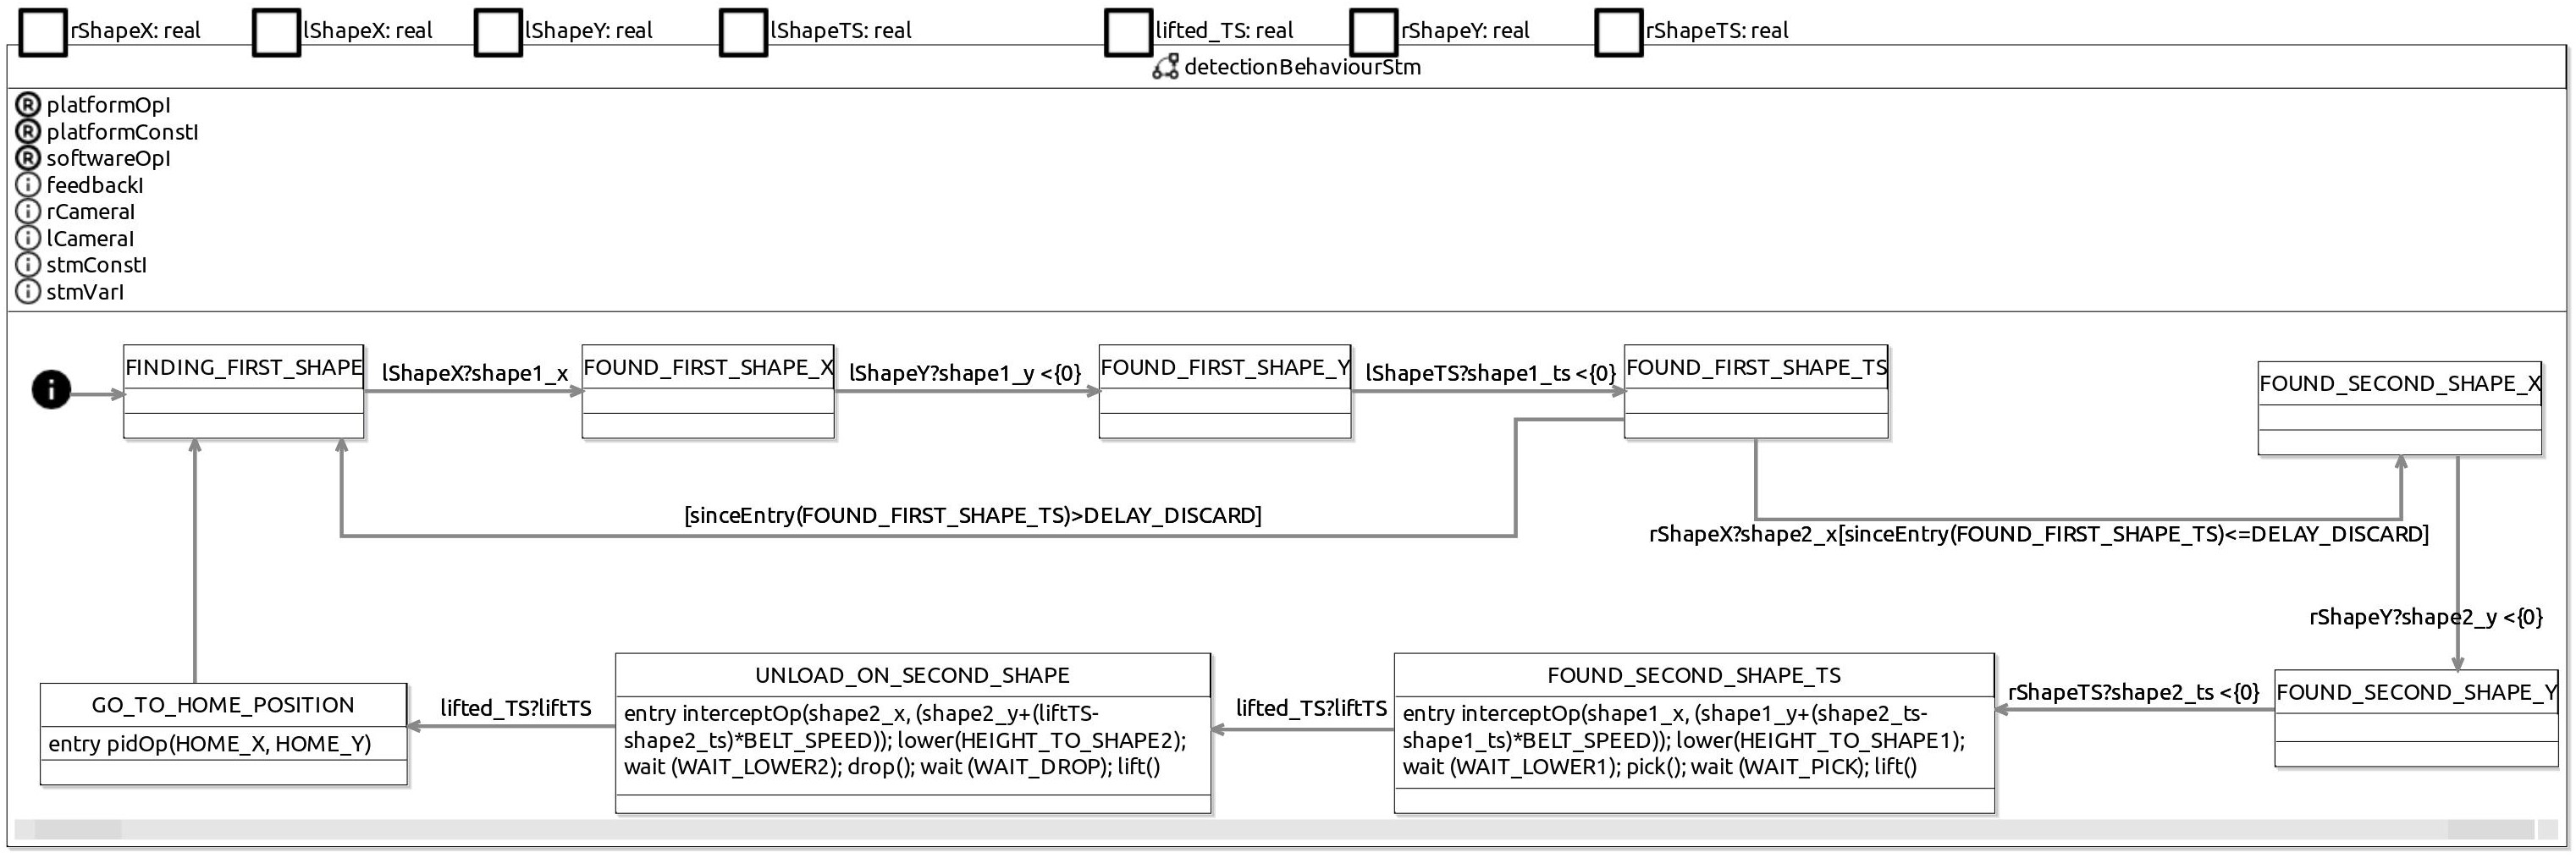 rShapeX: real
lShapeX: real
lShapeY: real
lShapeTS: real
lifted_TS: real
rShapeY: real
rShapeTS: real
detectionBehaviourStm
R platformOpI
R platformConstI
R softwareOpI
i feedbackI
i rCameraI
i lCameraI
i stmConstI
i stmVarI
i
FINDING_FIRST_SHAPE
lShapeX?shape1_x
FOUND_FIRST_SHAPE_X
lShapeY?shape1_y <{0}
FOUND_FIRST_SHAPE_Y
lShapeTS?shape1_ts <{0}
FOUND_FIRST_SHAPE_TS
FOUND_SECOND_SHAPE_X
[sinceEntry(FOUND_FIRST_SHAPE_TS)>DELAY_DISCARD]
rShapeX?shape2_x[sinceEntry(FOUND_FIRST_SHAPE_TS)<=DELAY_DISCARD]
rShapeY?shape2_y <{0}
GO_TO_HOME_POSITION
entry pidOp(HOME_X, HOME_Y)
lifted_TS?liftTS
UNLOAD_ON_SECOND_SHAPE
entry interceptOp(shape2_x, (shape2_y+(liftTS-
shape2_ts)*BELT_SPEED)); lower(HEIGHT_TO_SHAPE2);
wait (WAIT_LOWER2); drop(); wait (WAIT_DROP); lift()
lifted_TS?liftTS
FOUND_SECOND_SHAPE_TS
entry interceptOp(shape1_x, (shape1_y+(shape2_ts-
shape1_ts)*BELT_SPEED)); lower(HEIGHT_TO_SHAPE1);
wait (WAIT_LOWER1); pick(); wait (WAIT_PICK); lift()
rShapeTS?shape2_ts <{0}
FOUND_SECOND_SHAPE_Y